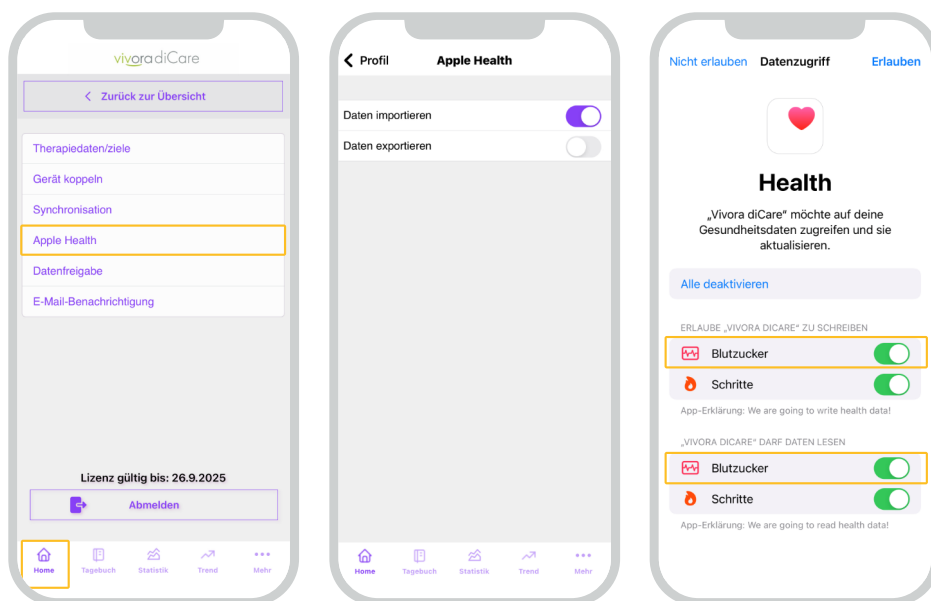 vivora diCare
Zurück zur Übersicht
Therapiedaten/ziele
Gerät koppeln
Synchronisation
Apple Health
Datenfreigabe
E-Mail-Benachrichtigung
Lizenz gültig bis: 26.9.2025
Abmelden
Home Tagebuch Statistik Trend Mehr
Profil Apple Health
Daten importieren
Daten exportieren
Home Tagebuch Statistik Trend Mehr
Nicht erlauben Datenzugriff Erlauben
Health
„Vivora diCare“ möchte auf deine
Gesundheitsdaten zugreifen und sie
aktualisieren.
Alle deaktivieren
ERLAUBE „VIVORA DICARE“ ZU SCHREIBEN
Blutzucker
Schritte
App-Erklärung: We are going to write health data!
„VIVORA DICARE“ DARF DATEN LESEN
Blutzucker
Schritte
App-Erklärung: We are going to read health data!